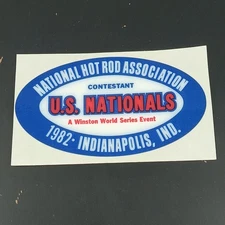 NATIONAL HOT ROD ASSOCIATION
CONTESTANT
U.S. NATIONALS
A Winston World Series Event
1982 - INDIANAPOLIS, IND.